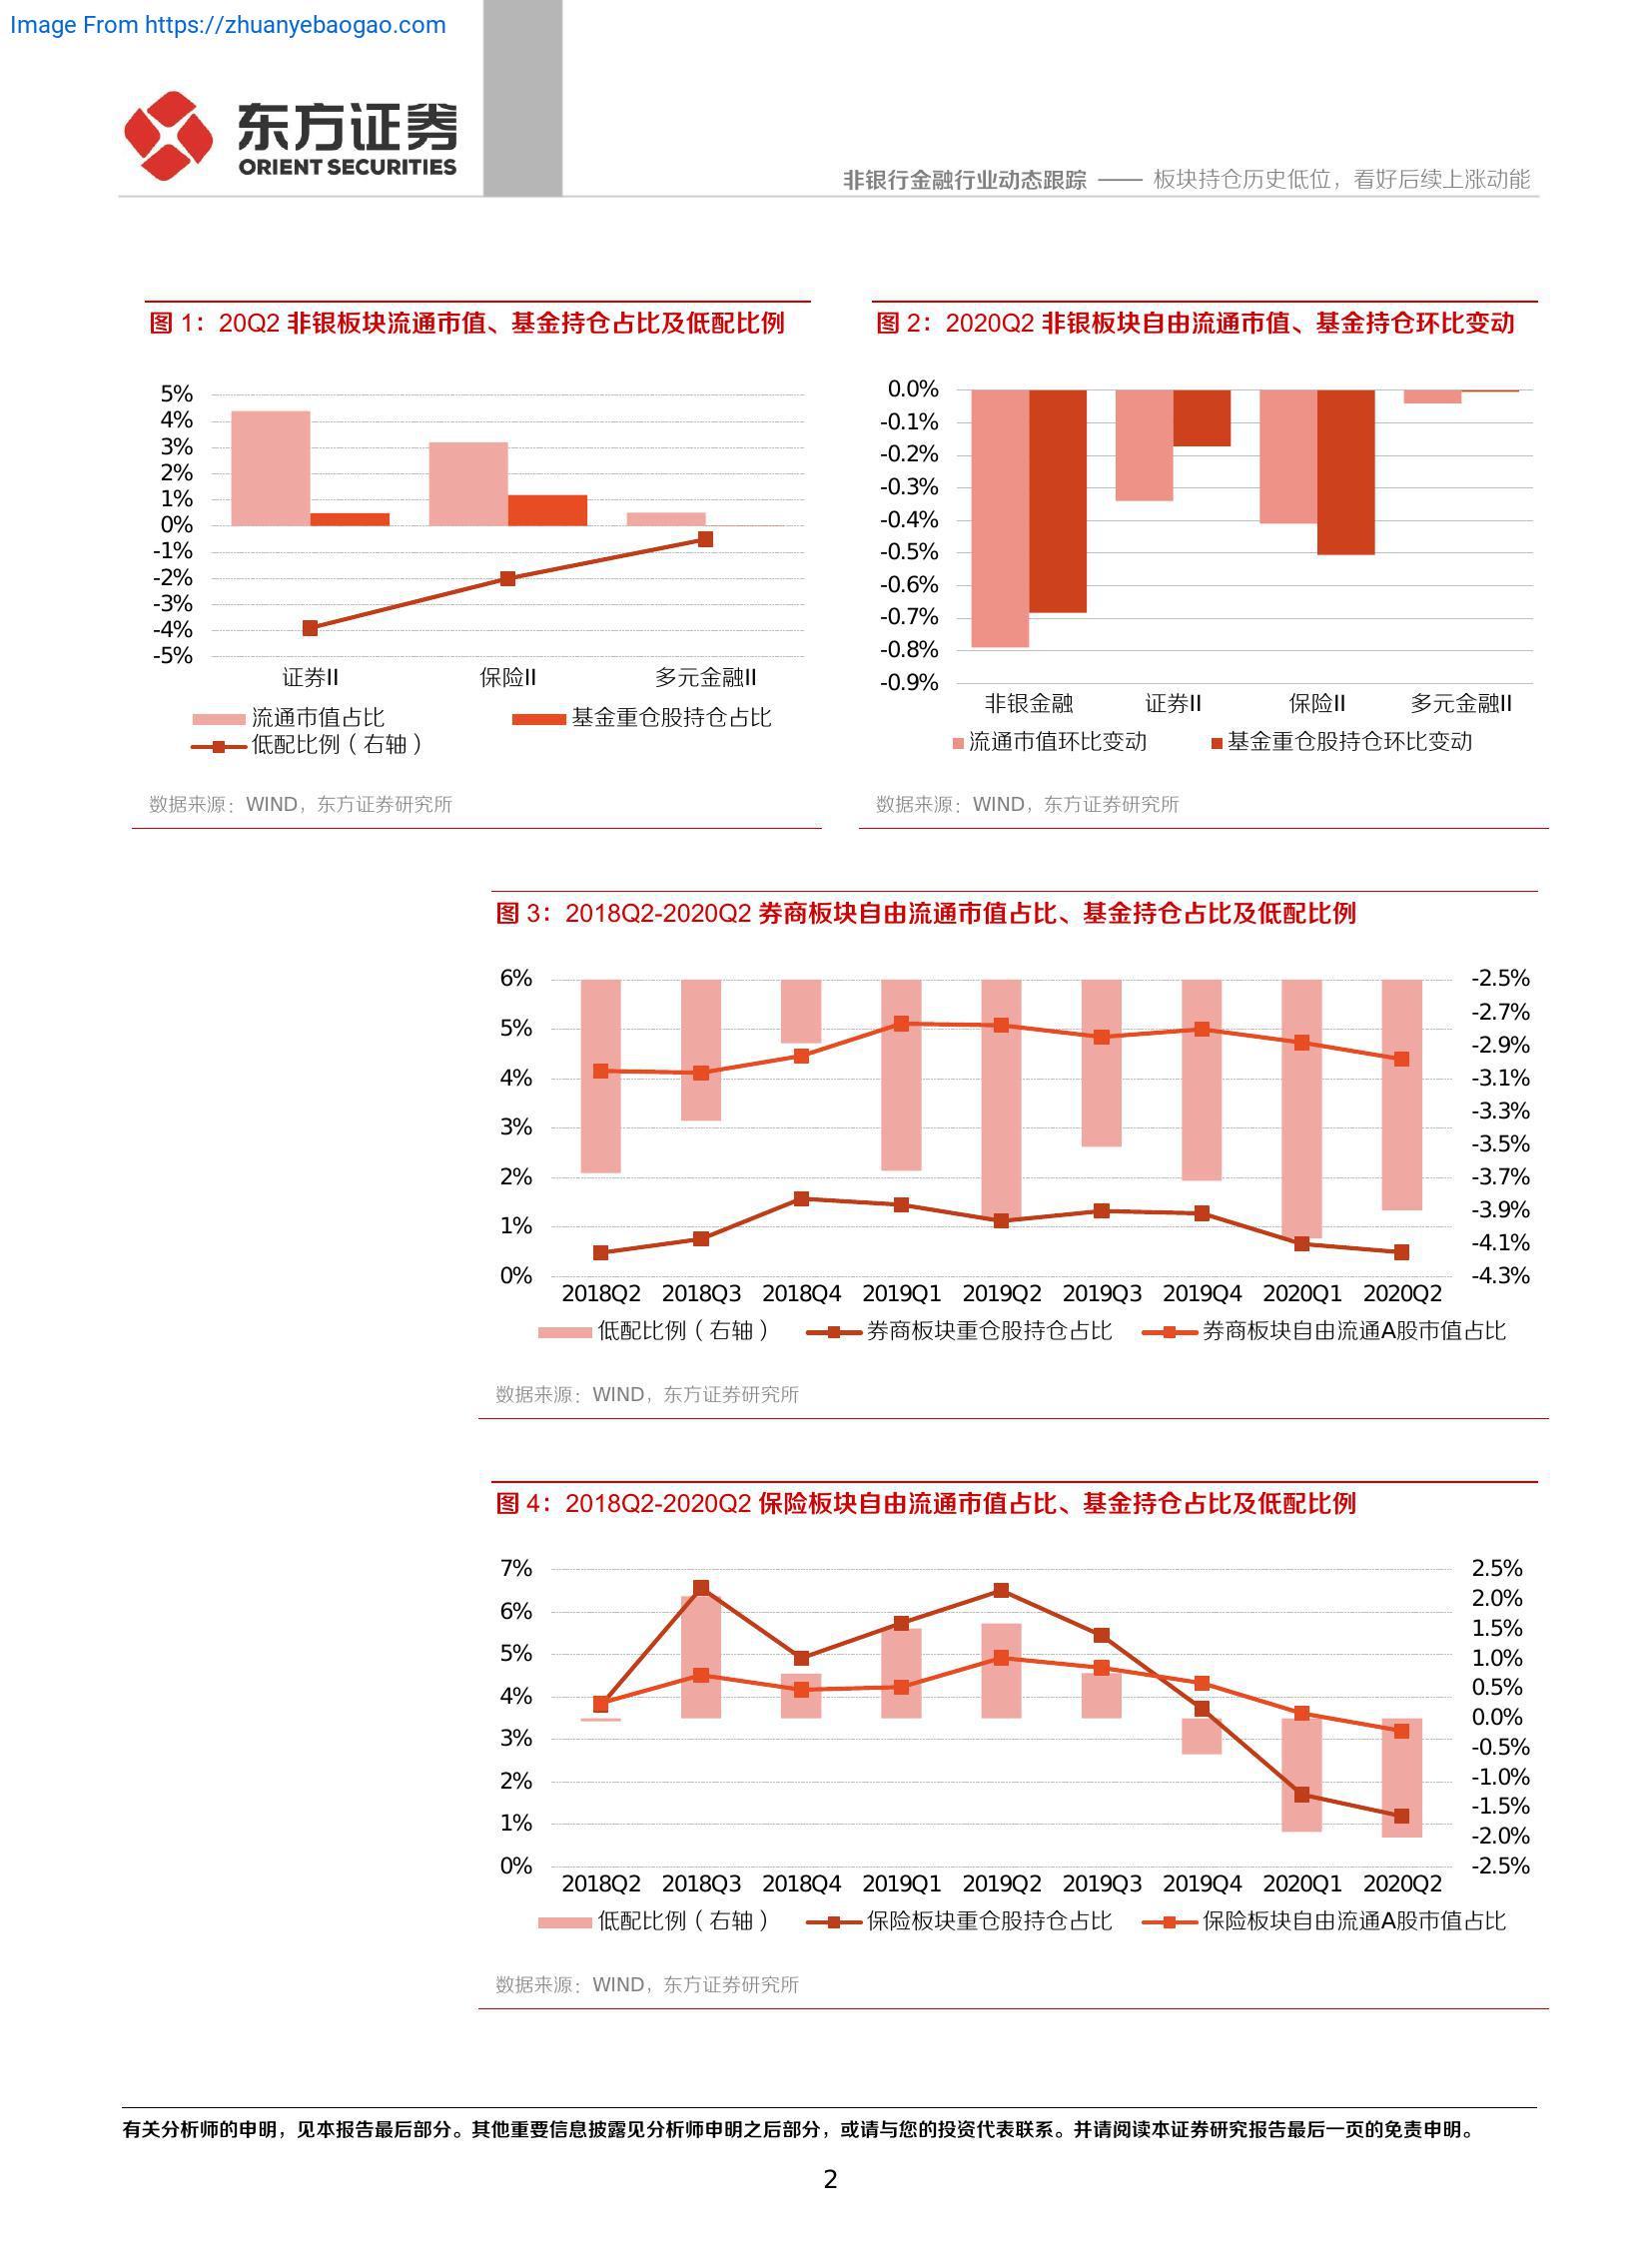 Image From https://zhuanyebaogao.com
东方证券
ORIENT SECURITIES
非银行金融行业动态跟踪 —— 板块持仓历史低位，看好后续上涨动能
图 1：20Q2 非银板块流通市值、基金持仓占比及低配比例
5%
4%
3%
2%
1%
0%
-1%
-2%
-3%
-4%
-5%
证券II 保险II 多元金融II
流通市值占比 基金重仓股持仓占比
低配比例（右轴）
数据来源：WIND，东方证券研究所
图 2：2020Q2 非银板块自由流通市值、基金持仓环比变动
0.0%
-0.1%
-0.2%
-0.3%
-0.4%
-0.5%
-0.6%
-0.7%
-0.8%
-0.9%
非银金融 证券II 保险II 多元金融II
流通市值环比变动 基金重仓股持仓环比变动
数据来源：WIND，东方证券研究所
图 3：2018Q2-2020Q2 券商板块自由流通市值占比、基金持仓占比及低配比例
6%
5%
4%
3%
2%
1%
0%
-2.5%
-2.7%
-2.9%
-3.1%
-3.3%
-3.5%
-3.7%
-3.9%
-4.1%
-4.3%
2018Q2 2018Q3 2018Q4 2019Q1 2019Q2 2019Q3 2019Q4 2020Q1 2020Q2
低配比例（右轴） 券商板块重仓股持仓占比 券商板块自由流通A股市值占比
数据来源：WIND，东方证券研究所
图 4：2018Q2-2020Q2 保险板块自由流通市值占比、基金持仓占比及低配比例
7%
6%
5%
4%
3%
2%
1%
0%
2.5%
2.0%
1.5%
1.0%
0.5%
0.0%
-0.5%
-1.0%
-1.5%
-2.0%
-2.5%
2018Q2 2018Q3 2018Q4 2019Q1 2019Q2 2019Q3 2019Q4 2020Q1 2020Q2
低配比例（右轴） 保险板块重仓股持仓占比 保险板块自由流通A股市值占比
数据来源：WIND，东方证券研究所
有关分析师的申明，见本报告最后部分。其他重要信息披露见分析师申明之后部分，或请与您的投资代表联系。并请阅读本证券研究报告最后一页的免责申明。
2